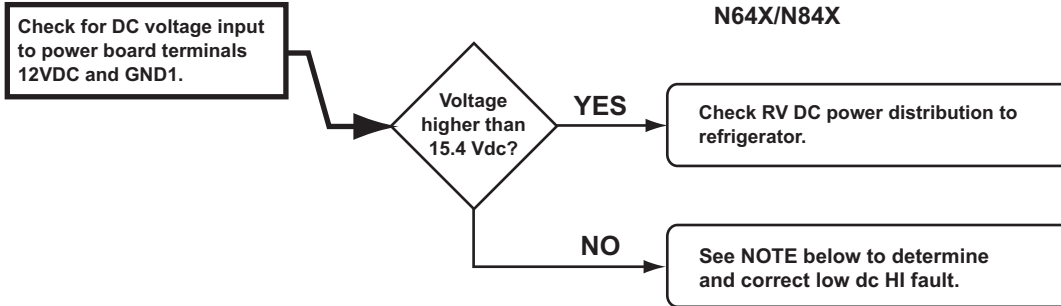 N64X/N84X
Check for DC voltage input
to power board terminals
12VDC and GND1.
Voltage
higher than
15.4 Vdc?
YES
Check RV DC power distribution to
refrigerator.
NO
See NOTE below to determine
and correct low dc HI fault.